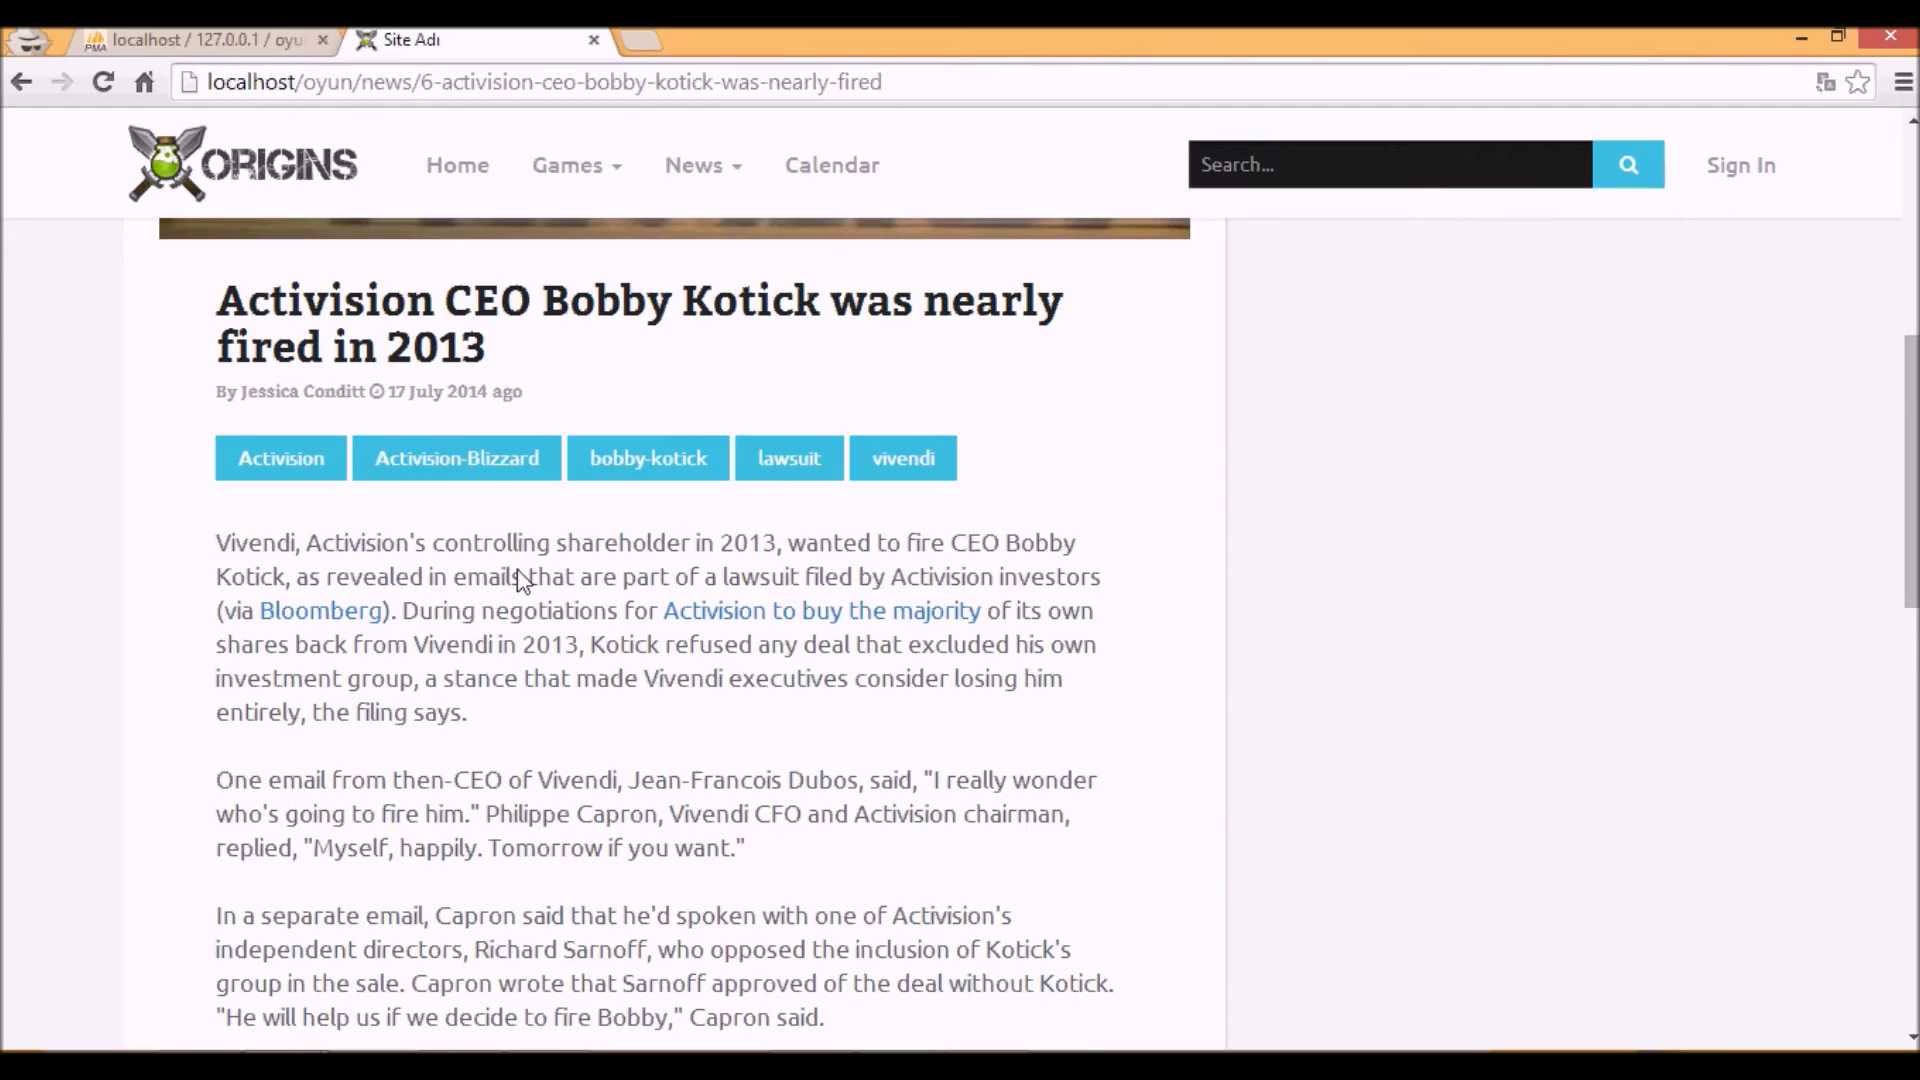 localhost / 127.0.0.1 / oyu
Site Adı
localhost/oyun/news/6-activision-ceo-bobby-kotick-was-nearly-fired
ORIGINS
Home
Games
News
Calendar
Search...
Sign In
Activision CEO Bobby Kotick was nearly
fired in 2013
By Jessica Conditt 17 July 2014 ago
Activision
Activision-Blizzard
bobby-kotick
lawsuit
vivendi
Vivendi, Activision's controlling shareholder in 2013, wanted to fire CEO Bobby
Kotick, as revealed in emails that are part of a lawsuit filed by Activision investors
(via Bloomberg). During negotiations for Activision to buy the majority of its own
shares back from Vivendi in 2013, Kotick refused any deal that excluded his own
investment group, a stance that made Vivendi executives consider losing him
entirely, the filing says.
One email from then-CEO of Vivendi, Jean-Francois Dubos, said, "I really wonder
who's going to fire him." Philippe Capron, Vivendi CFO and Activision chairman,
replied, "Myself, happily. Tomorrow if you want."
In a separate email, Capron said that he'd spoken with one of Activision's
independent directors, Richard Sarnoff, who opposed the inclusion of Kotick's
group in the sale. Capron wrote that Sarnoff approved of the deal without Kotick.
"He will help us if we decide to fire Bobby," Capron said.